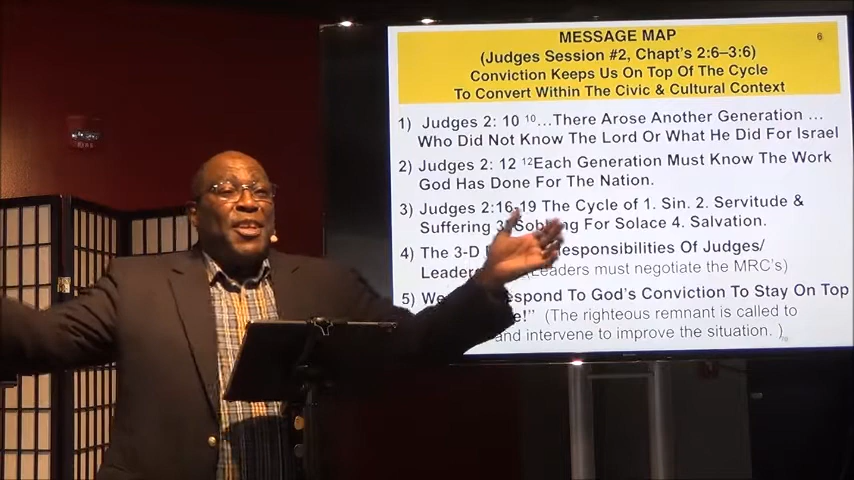 MESSAGE MAP
6
(Judges Session #2, Chapt's 2:6–3:6)
Conviction Keeps Us On Top Of The Cycle
To Convert Within The Civic & Cultural Context
1) Judges 2: 10 10...There Arose Another Generation ...
Who Did Not Know The Lord Or What He Did For Israel
2) Judges 2: 12 12Each Generation Must Know The Work
God Has Done For The Nation.
3) Judges 2:16-19 The Cycle of 1. Sin. 2. Servitude &
Suffering 3. For Solace 4. Salvation.
4) The 3-D Responsibilities Of Judges/
(Leaders must negotiate the MRC's)
5) We Respond To God's Conviction To Stay On Top
!" (The righteous remnant is called to
and intervene to improve the situation. )